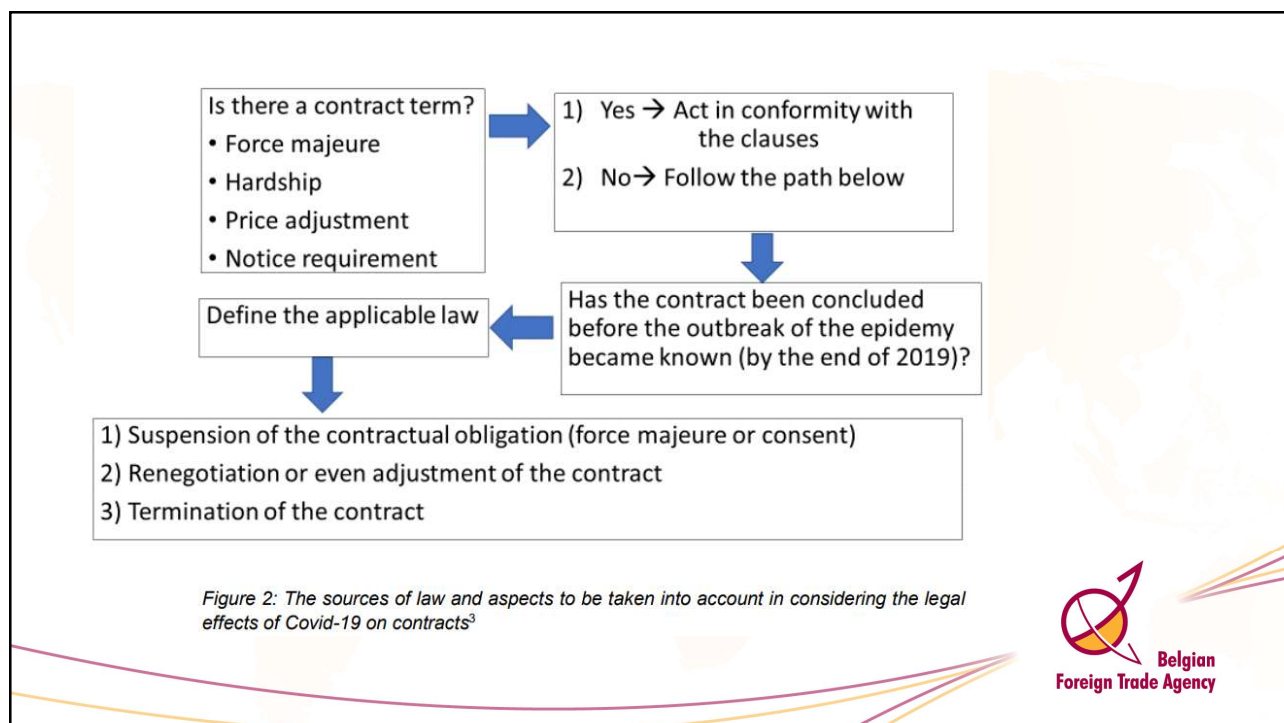 Is there a contract term?
• Force majeure
• Hardship
• Price adjustment
• Notice requirement
1) Yes → Act in conformity with
the clauses
2) No→ Follow the path below
Has the contract been concluded
before the outbreak of the epidemy
became known (by the end of 2019)?
Define the applicable law
1) Suspension of the contractual obligation (force majeure or consent)
2) Renegotiation or even adjustment of the contract
3) Termination of the contract
Figure 2: The sources of law and aspects to be taken into account in considering the legal
effects of Covid-19 on contracts³
Belgian
Foreign Trade Agency